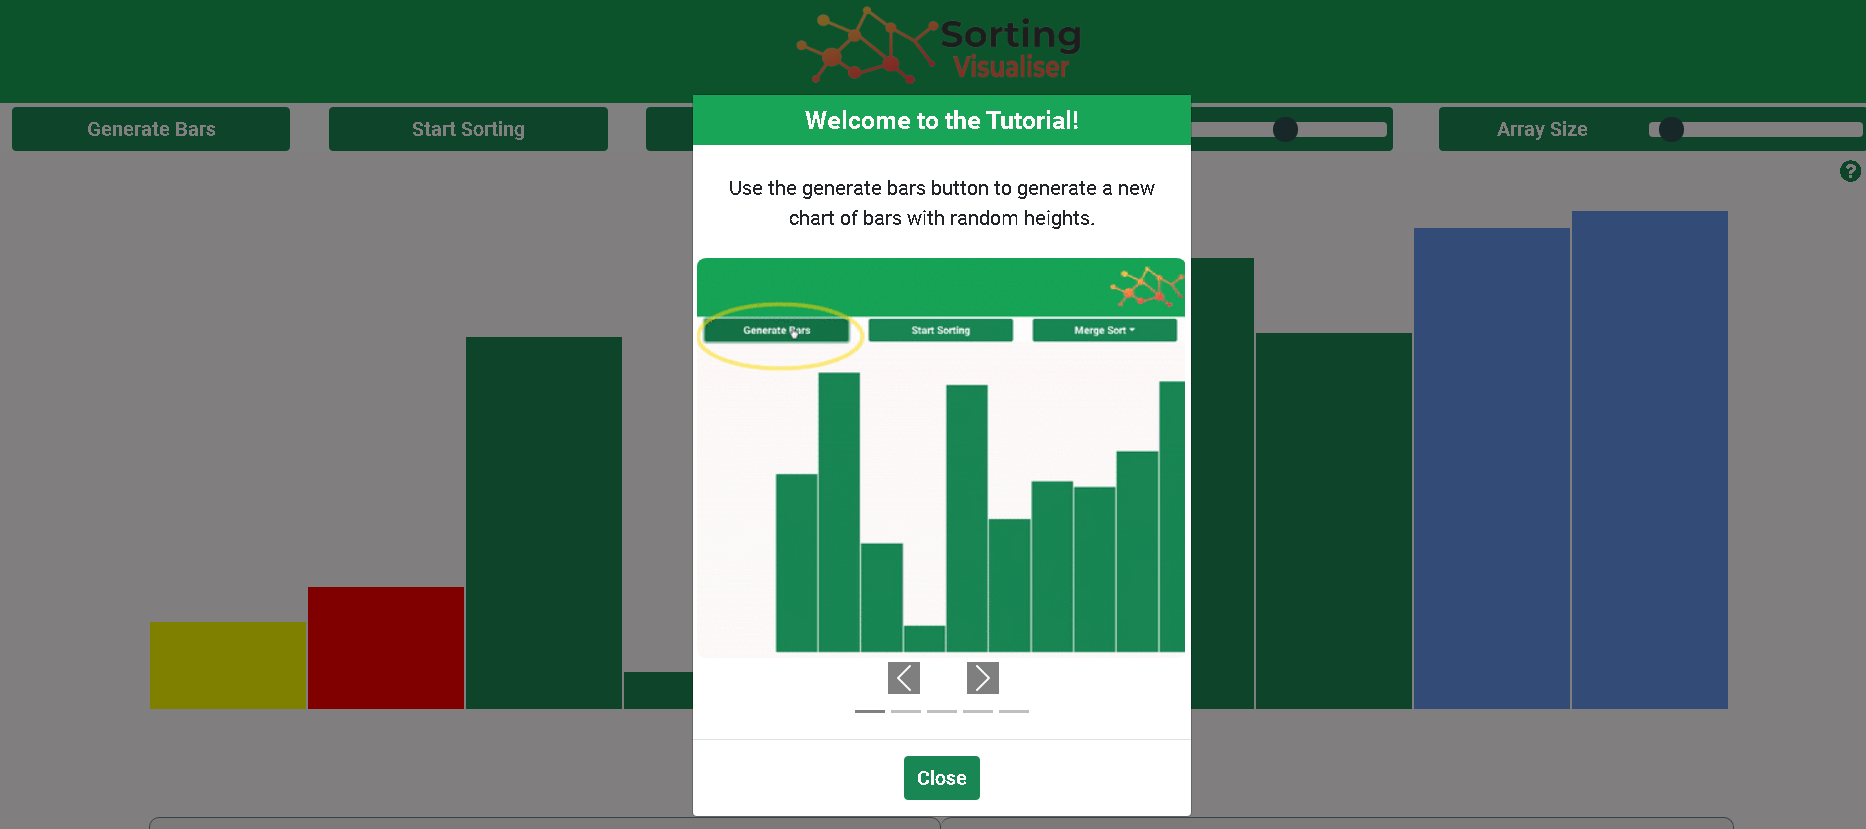 Sorting
Visualiser
Generate Bars
Start Sorting
Array Size
?
Welcome to the Tutorial!
Use the generate bars button to generate a new
chart of bars with random heights.
Generate Bars
Start Sorting
Merge Sort
Close